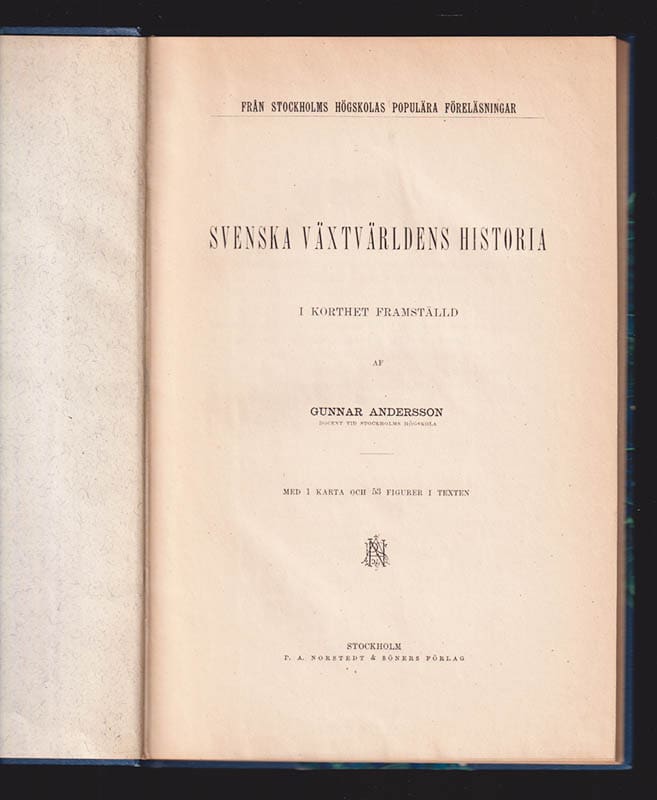 FRÅN STOCKHOLMS HÖGSKOLAS POPULÄRA FÖRELÄSNINGAR
SVENSKA VÄXTVÄRLDENS HISTORIA
I KORTHET FRAMSTÄLLD
AF
GUNNAR ANDERSSON
DOCENT VID STOCKHOLMS HÖGSKOLA
MED 1 KARTA OCH 53 FIGURER I TEXTEN
STOCKHOLM
P. A. NORSTEDT & SÖNERS FÖRLAG